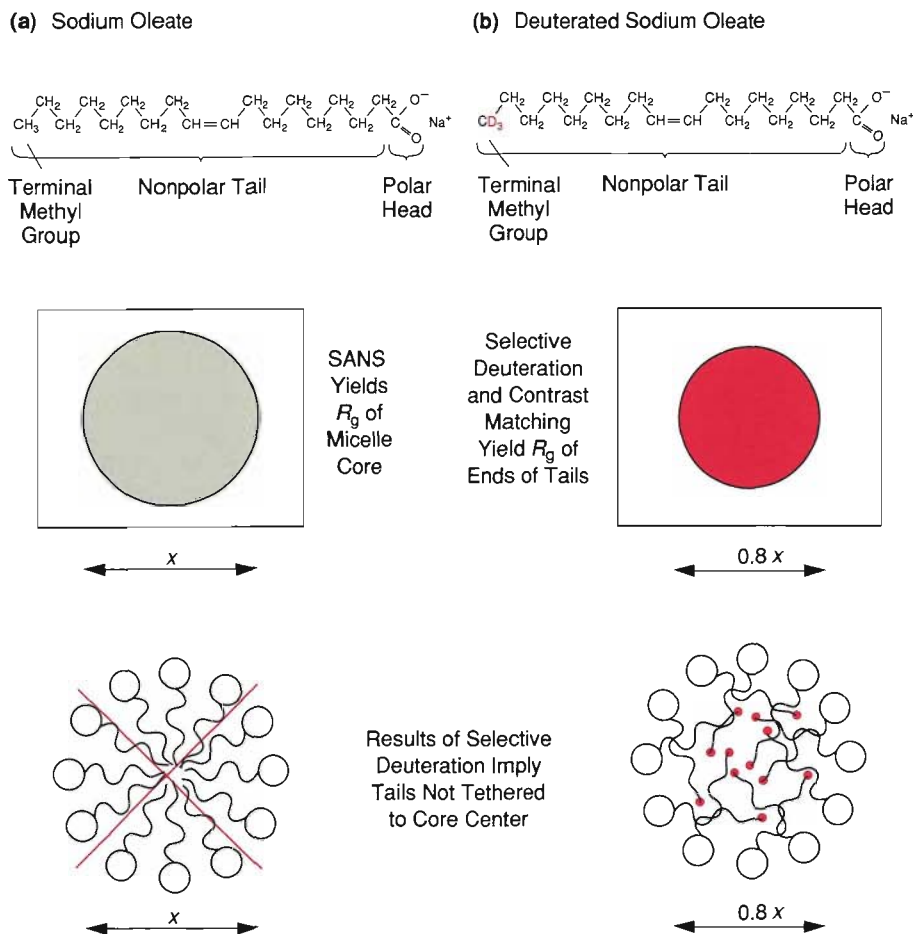 (a) Sodium Oleate
CH₂ CH₂ CH₂ CH₂ CH₂ CH₂ CH₂ CH₂ O⁻
CH₃ CH₂ CH₂ CH₂ CH=CH CH₂ CH₂ CH₂ C Na⁺
O
Terminal
Methyl
Group
Nonpolar Tail
Polar
Head
(b) Deuterated Sodium Oleate
CH₂ CH₂ CH₂ CH₂ CH₂ CH₂ CH₂ CH₂ O⁻
CD₃ CH₂ CH₂ CH₂ CH=CH CH₂ CH₂ CH₂ C Na⁺
O
Terminal
Methyl
Group
Nonpolar Tail
Polar
Head
SANS
Yields
Rg of
Micelle
Core
x
Selective
Deuteration
and Contrast
Matching
Yield Rg of
Ends of Tails
0.8 x
Results of Selective
Deuteration Imply
Tails Not Tethered
to Core Center
x
0.8 x